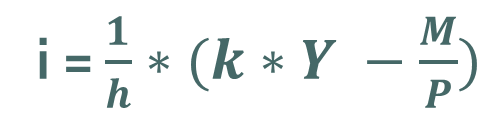 i = 1/h * (k * Y − M/P)